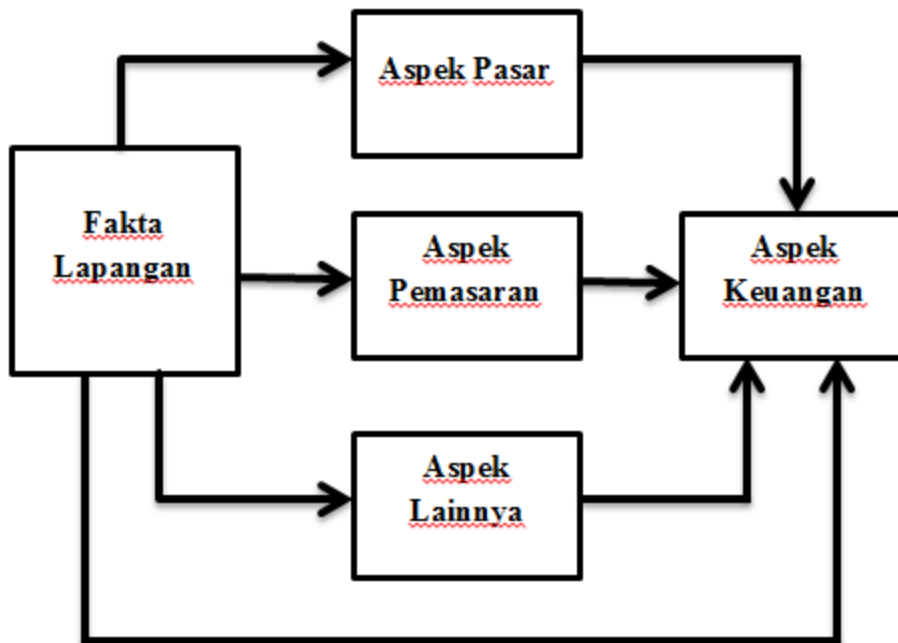 Aspek Pasar
Fakta
Lapangan
Aspek
Pemasaran
Aspek
Keuangan
Aspek
Lainnya